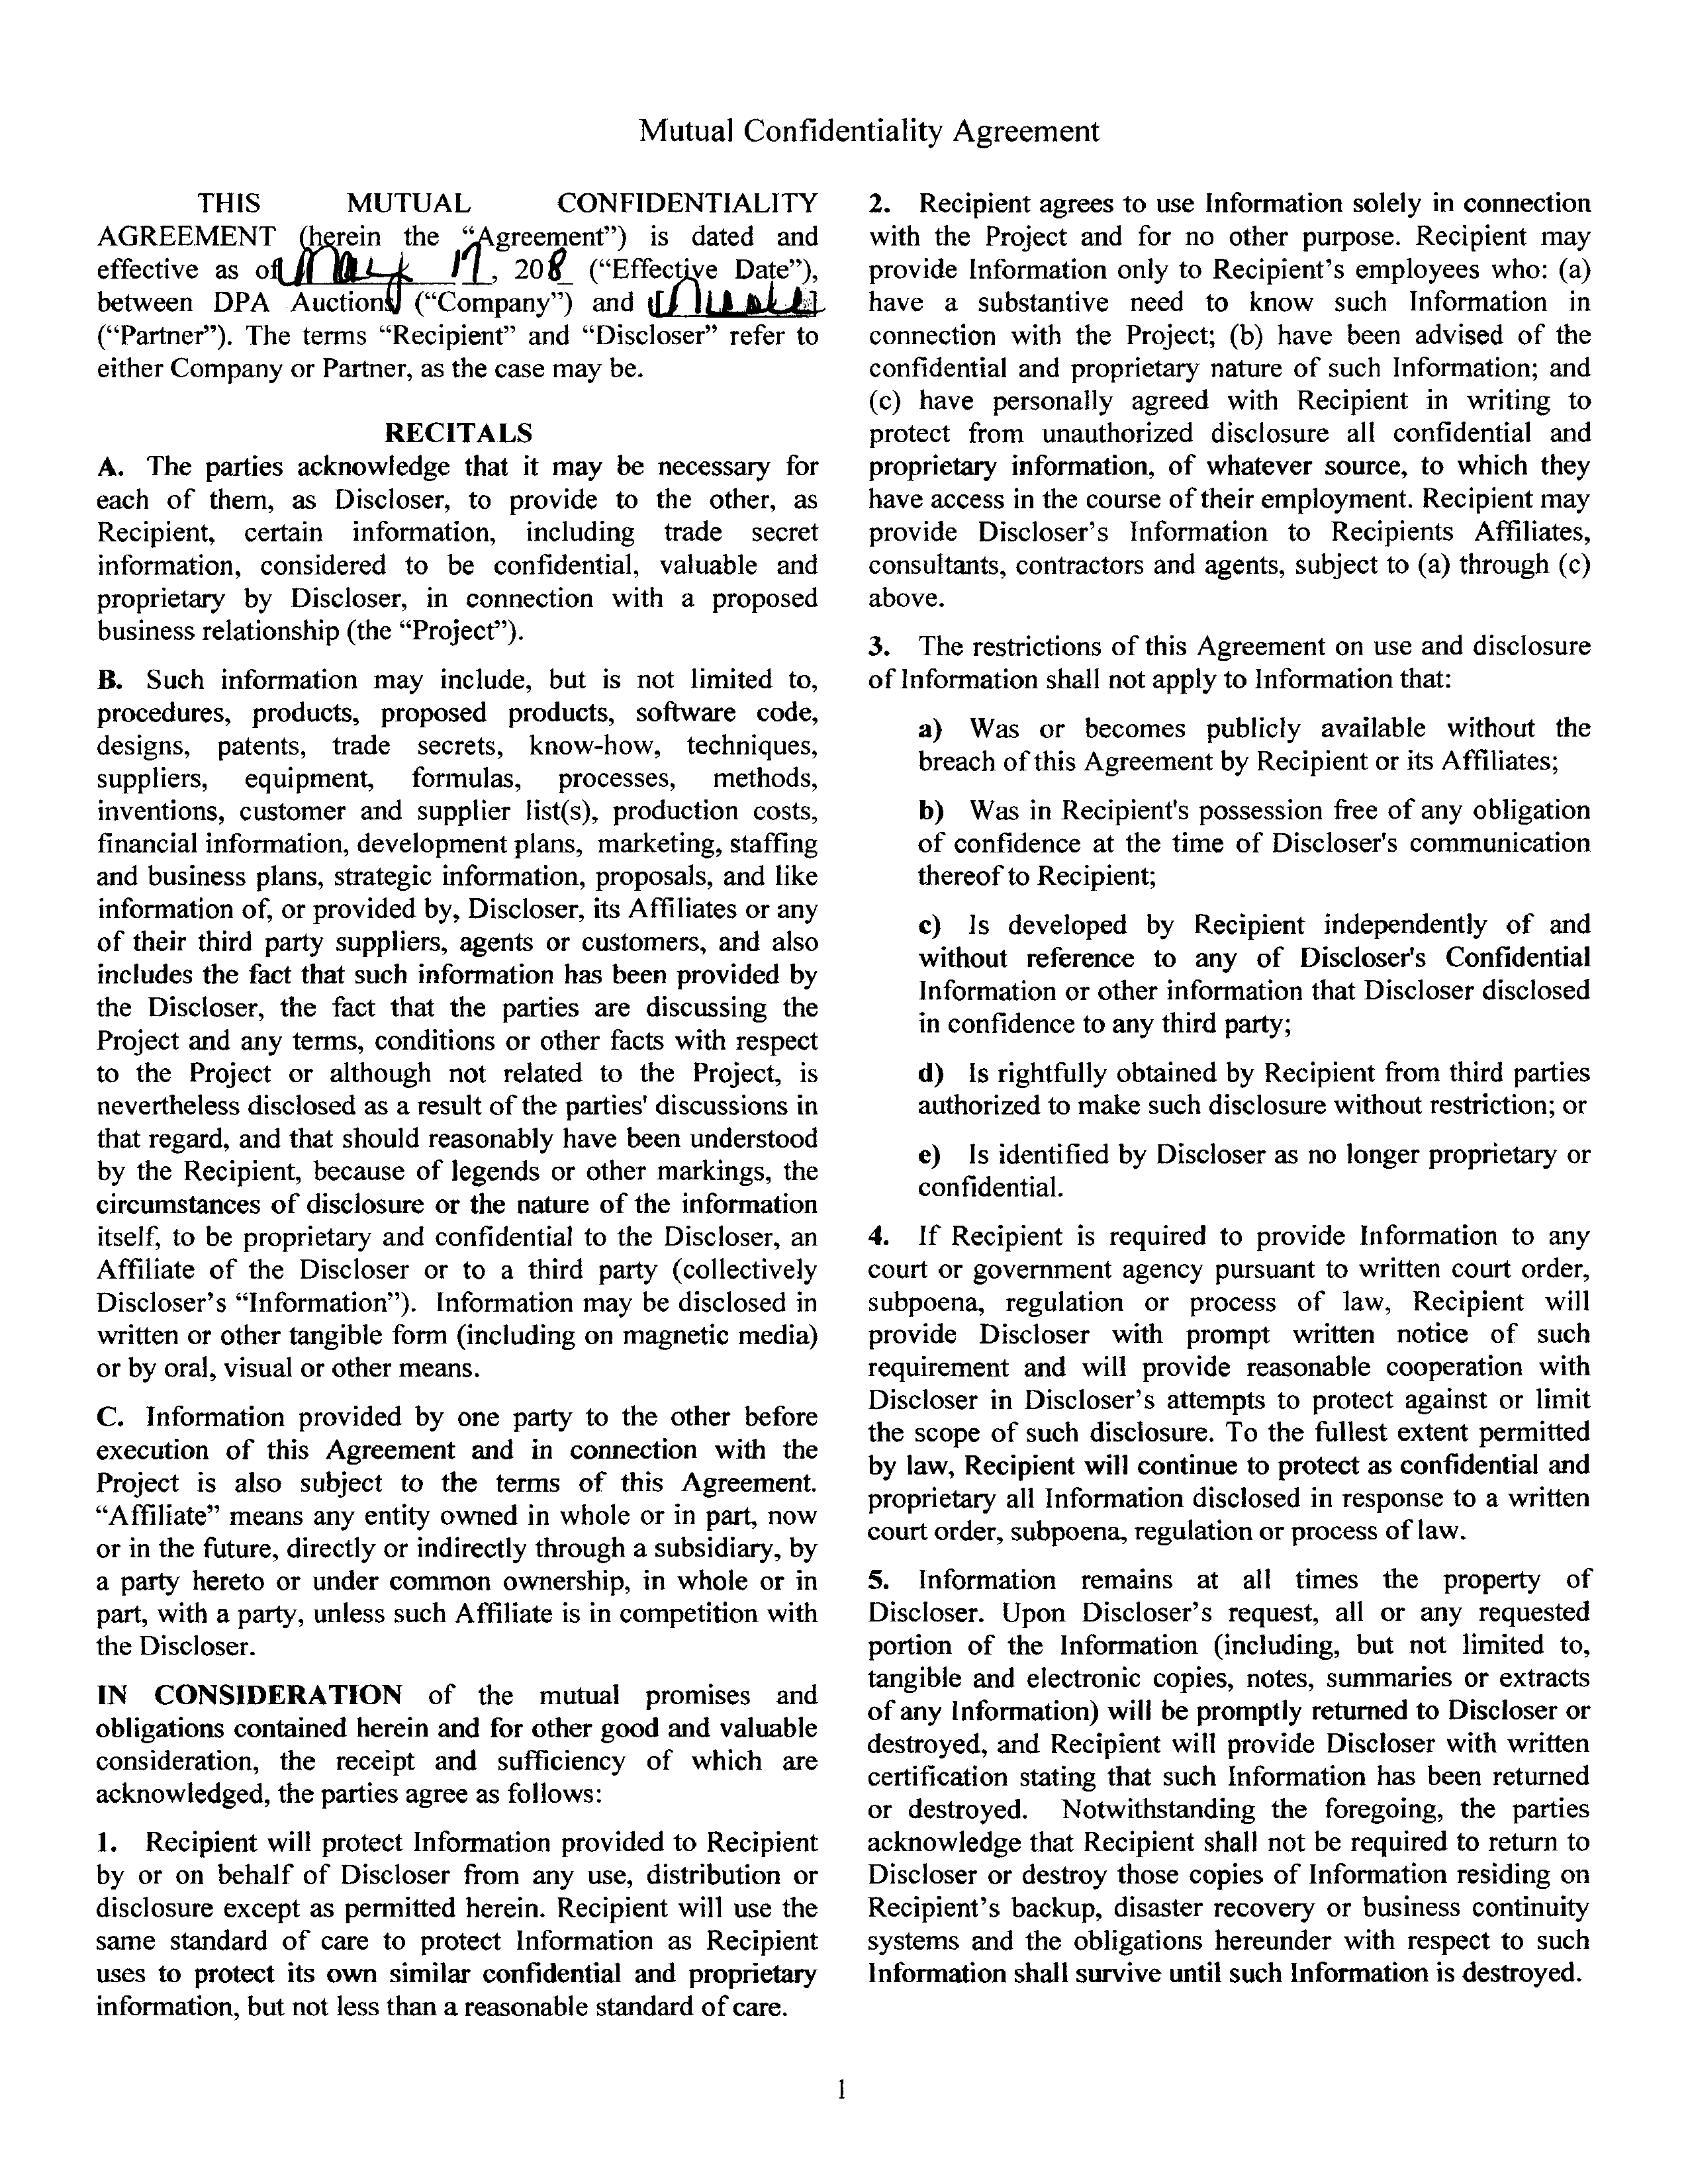 Mutual Confidentiality Agreement
THIS MUTUAL CONFIDENTIALITY
AGREEMENT (herein the “Agreement”) is dated and
effective as of 17, 208 (“Effective Date”),
between DPA Auctions (“Company”) and
(“Partner”). The terms “Recipient” and “Discloser” refer to
either Company or Partner, as the case may be.
RECITALS
A. The parties acknowledge that it may be necessary for
each of them, as Discloser, to provide to the other, as
Recipient, certain information, including trade secret
information, considered to be confidential, valuable and
proprietary by Discloser, in connection with a proposed
business relationship (the “Project”).
B. Such information may include, but is not limited to,
procedures, products, proposed products, software code,
designs, patents, trade secrets, know-how, techniques,
suppliers, equipment, formulas, processes, methods,
inventions, customer and supplier list(s), production costs,
financial information, development plans, marketing, staffing
and business plans, strategic information, proposals, and like
information of, or provided by, Discloser, its Affiliates or any
of their third party suppliers, agents or customers, and also
includes the fact that such information has been provided by
the Discloser, the fact that the parties are discussing the
Project and any terms, conditions or other facts with respect
to the Project or although not related to the Project, is
nevertheless disclosed as a result of the parties' discussions in
that regard, and that should reasonably have been understood
by the Recipient, because of legends or other markings, the
circumstances of disclosure or the nature of the information
itself, to be proprietary and confidential to the Discloser, an
Affiliate of the Discloser or to a third party (collectively
Discloser’s “Information”). Information may be disclosed in
written or other tangible form (including on magnetic media)
or by oral, visual or other means.
C. Information provided by one party to the other before
execution of this Agreement and in connection with the
Project is also subject to the terms of this Agreement.
“Affiliate” means any entity owned in whole or in part, now
or in the future, directly or indirectly through a subsidiary, by
a party hereto or under common ownership, in whole or in
part, with a party, unless such Affiliate is in competition with
the Discloser.
IN CONSIDERATION of the mutual promises and
obligations contained herein and for other good and valuable
consideration, the receipt and sufficiency of which are
acknowledged, the parties agree as follows:
1. Recipient will protect Information provided to Recipient
by or on behalf of Discloser from any use, distribution or
disclosure except as permitted herein. Recipient will use the
same standard of care to protect Information as Recipient
uses to protect its own similar confidential and proprietary
information, but not less than a reasonable standard of care.
2. Recipient agrees to use Information solely in connection
with the Project and for no other purpose. Recipient may
provide Information only to Recipient’s employees who: (a)
have a substantive need to know such Information in
connection with the Project; (b) have been advised of the
confidential and proprietary nature of such Information; and
(c) have personally agreed with Recipient in writing to
protect from unauthorized disclosure all confidential and
proprietary information, of whatever source, to which they
have access in the course of their employment. Recipient may
provide Discloser’s Information to Recipients Affiliates,
consultants, contractors and agents, subject to (a) through (c)
above.
3. The restrictions of this Agreement on use and disclosure
of Information shall not apply to Information that:
a) Was or becomes publicly available without the
breach of this Agreement by Recipient or its Affiliates;
b) Was in Recipient's possession free of any obligation
of confidence at the time of Discloser's communication
thereof to Recipient;
c) Is developed by Recipient independently of and
without reference to any of Discloser's Confidential
Information or other information that Discloser disclosed
in confidence to any third party;
d) Is rightfully obtained by Recipient from third parties
authorized to make such disclosure without restriction; or
e) Is identified by Discloser as no longer proprietary or
confidential.
4. If Recipient is required to provide Information to any
court or government agency pursuant to written court order,
subpoena, regulation or process of law, Recipient will
provide Discloser with prompt written notice of such
requirement and will provide reasonable cooperation with
Discloser in Discloser’s attempts to protect against or limit
the scope of such disclosure. To the fullest extent permitted
by law, Recipient will continue to protect as confidential and
proprietary all Information disclosed in response to a written
court order, subpoena, regulation or process of law.
5. Information remains at all times the property of
Discloser. Upon Discloser’s request, all or any requested
portion of the Information (including, but not limited to,
tangible and electronic copies, notes, summaries or extracts
of any Information) will be promptly returned to Discloser or
destroyed, and Recipient will provide Discloser with written
certification stating that such Information has been returned
or destroyed. Notwithstanding the foregoing, the parties
acknowledge that Recipient shall not be required to return to
Discloser or destroy those copies of Information residing on
Recipient’s backup, disaster recovery or business continuity
systems and the obligations hereunder with respect to such
Information shall survive until such Information is destroyed.
1